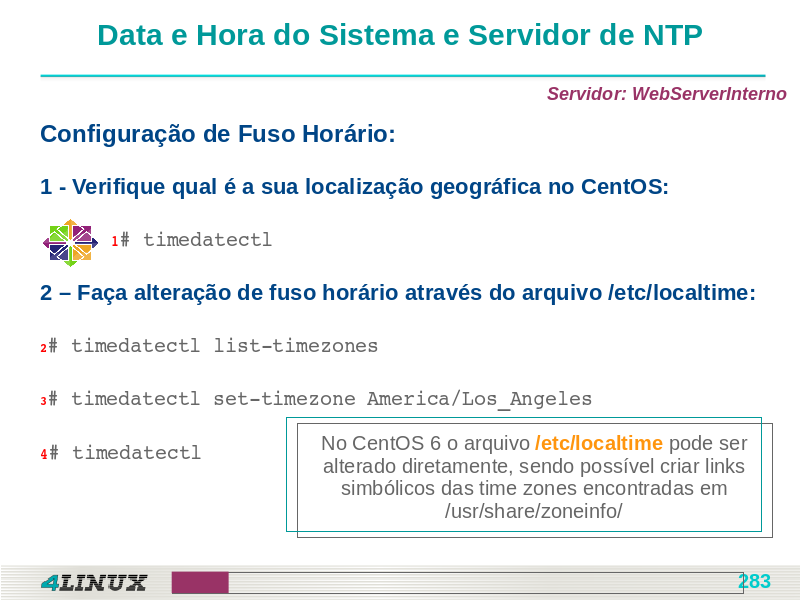 Data e Hora do Sistema e Servidor de NTP
Servidor: WebServerInterno
Configuração de Fuso Horário:
1 - Verifique qual é a sua localização geográfica no CentOS:
1# timedatectl
2 – Faça alteração de fuso horário através do arquivo /etc/localtime:
2# timedatectl list-timezones
3# timedatectl set-timezone America/Los_Angeles
4# timedatectl
No CentOS 6 o arquivo /etc/localtime pode ser
alterado diretamente, sendo possível criar links
simbólicos das time zones encontradas em
/usr/share/zoneinfo/
4LINUX
283